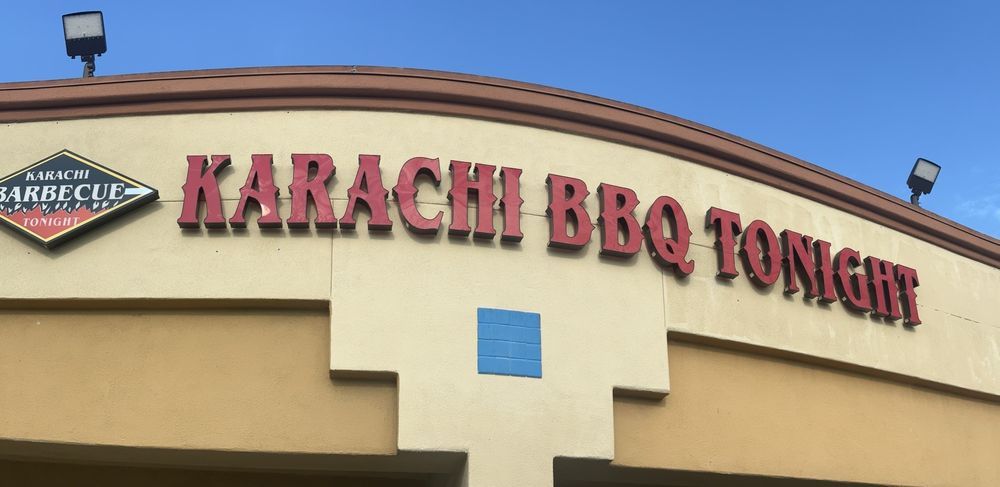 KARACHI
BARBECUE
TONIGHT
KARACHI BBQ TONIGHT